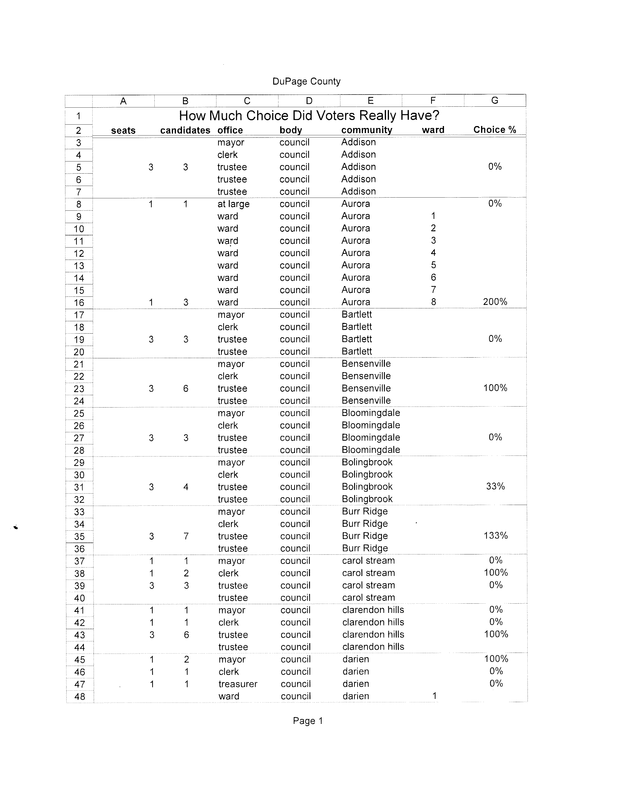 DuPage County
A B C D E F G
1 How Much Choice Did Voters Really Have?
2 seats candidates office body community ward Choice %
3 mayor council Addison
4 clerk council Addison
5 3 3 trustee council Addison 0%
6 trustee council Addison
7 trustee council Addison
8 1 1 at large council Aurora 0%
9 ward council Aurora 1
10 ward council Aurora 2
11 ward council Aurora 3
12 ward council Aurora 4
13 ward council Aurora 5
14 ward council Aurora 6
15 ward council Aurora 7
16 1 3 ward council Aurora 8 200%
17 mayor council Bartlett
18 clerk council Bartlett
19 3 3 trustee council Bartlett 0%
20 trustee council Bartlett
21 mayor council Bensenville
22 clerk council Bensenville
23 3 6 trustee council Bensenville 100%
24 trustee council Bensenville
25 mayor council Bloomingdale
26 clerk council Bloomingdale
27 3 3 trustee council Bloomingdale 0%
28 trustee council Bloomingdale
29 mayor council Bolingbrook
30 clerk council Bolingbrook
31 3 4 trustee council Bolingbrook 33%
32 trustee council Bolingbrook
33 mayor council Burr Ridge
34 clerk council Burr Ridge
35 3 7 trustee council Burr Ridge 133%
36 trustee council Burr Ridge
37 1 1 mayor council carol stream 0%
38 1 2 clerk council carol stream 100%
39 3 3 trustee council carol stream 0%
40 trustee council carol stream
41 1 1 mayor council clarendon hills 0%
42 1 1 clerk council clarendon hills 0%
43 3 6 trustee council clarendon hills 100%
44 trustee council clarendon hills
45 1 2 mayor council darien 100%
46 1 1 clerk council darien 0%
47 1 1 treasurer council darien 0%
48 ward council darien 1
Page 1